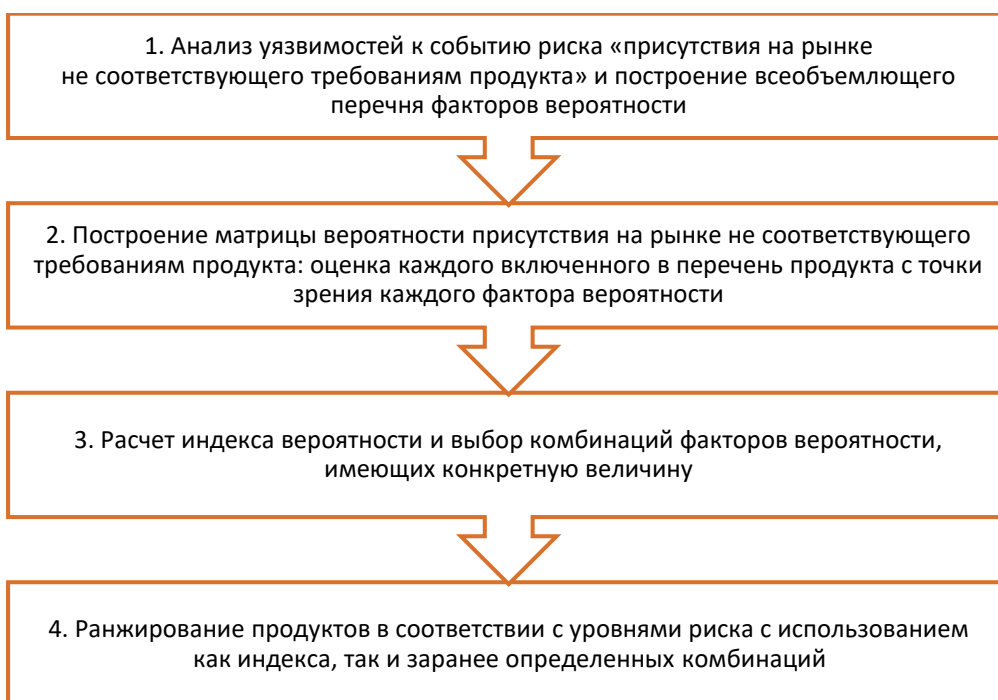 1. Анализ уязвимостей к событию риска «присутствия на рынке
не соответствующего требованиям продукта» и построение всеобъемлющего
перечня факторов вероятности
2. Построение матрицы вероятности присутствия на рынке не соответствующего
требованиям продукта: оценка каждого включенного в перечень продукта с точки
зрения каждого фактора вероятности
3. Расчет индекса вероятности и выбор комбинаций факторов вероятности,
имеющих конкретную величину
4. Ранжирование продуктов в соответствии с уровнями риска с использованием
как индекса, так и заранее определенных комбинаций